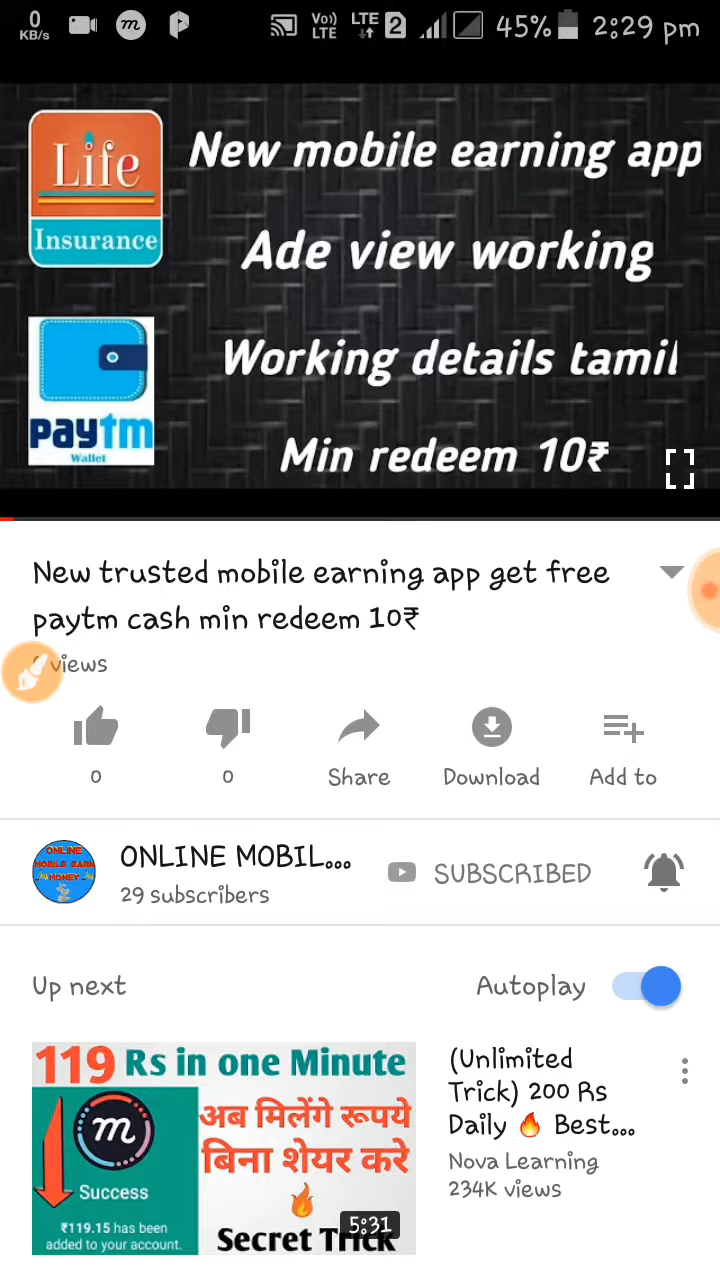 0
KB/s
m
Vo))
LTE
LTE
2
45%
2:29 pm
Life
Insurance
New mobile earning app
Ade view working
Working details tamil
Min redeem 10₹
paytm
Wallet
New trusted mobile earning app get free
paytm cash min redeem 10₹
views
0
0
Share
Download
Add to
ONLINE
MOBILE EARN
MONEY
ONLINE MOBIL...
29 subscribers
SUBSCRIBED
Up next
Autoplay
119 Rs in one Minute
m
Success
₹119.15 has been
added to your account.
अब मिलेंगे रूपये
बिना शेयर करे
Secret Trick
5:31
(Unlimited
Trick) 200 Rs
Daily 🔥 Best...
Nova Learning
234K views